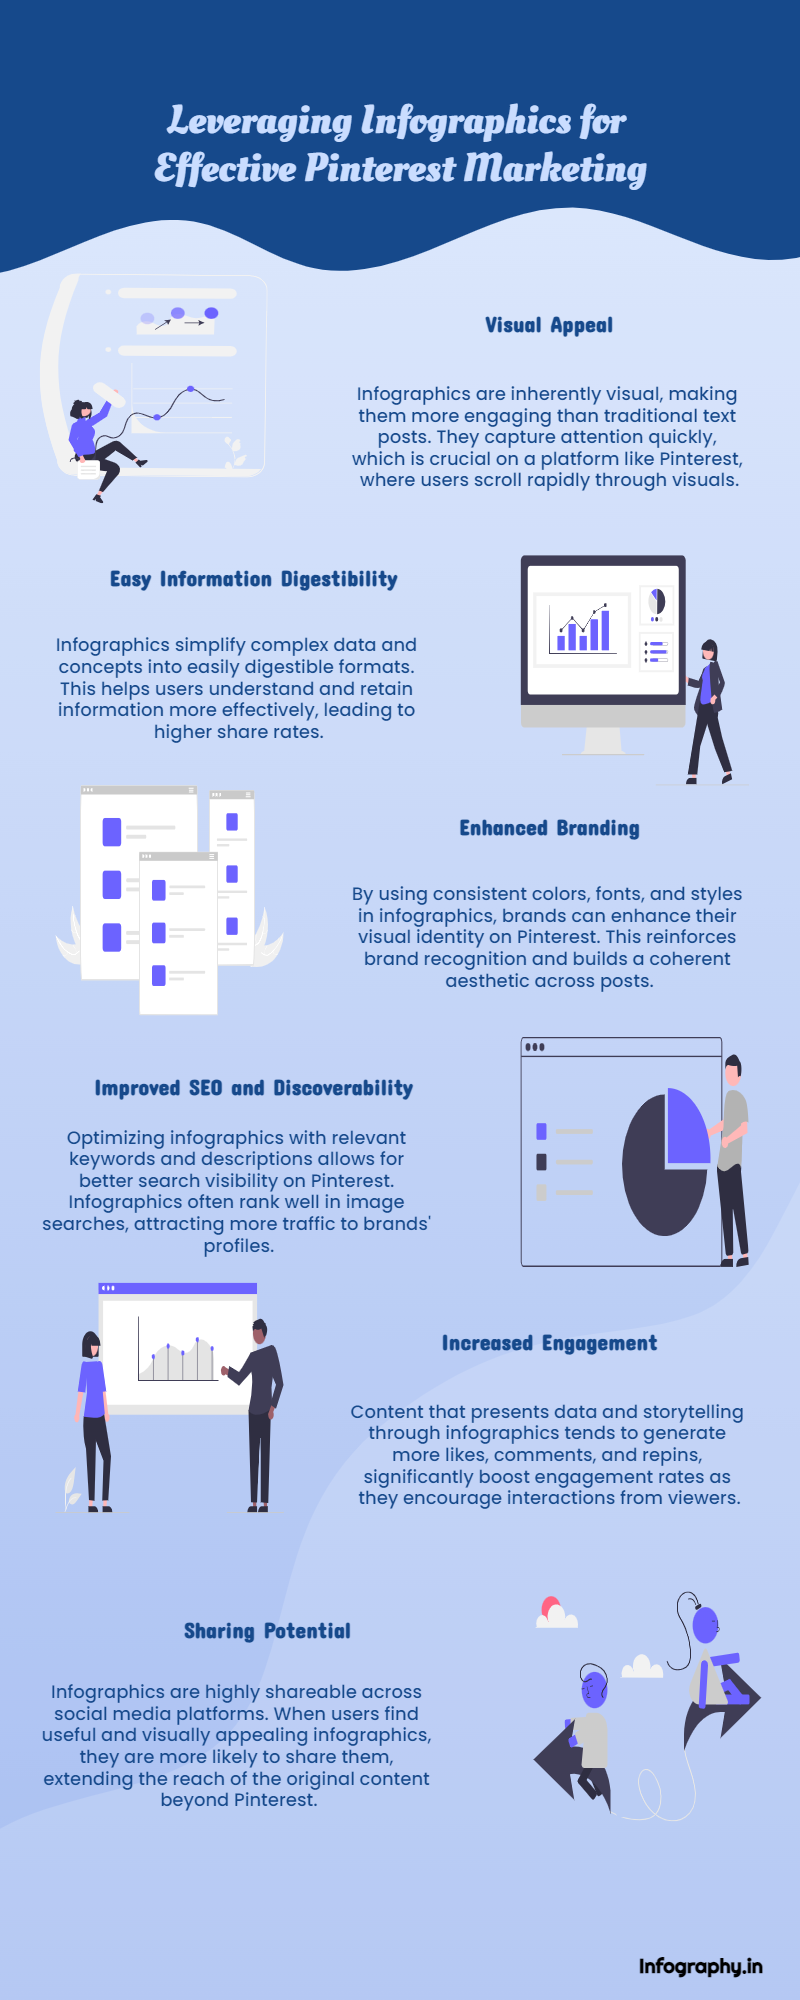 Leveraging Infographics for
Effective Pinterest Marketing
Visual Appeal
Infographics are inherently visual, making
them more engaging than traditional text
posts. They capture attention quickly,
which is crucial on a platform like Pinterest,
where users scroll rapidly through visuals.
Easy Information Digestibility
Infographics simplify complex data and
concepts into easily digestible formats.
This helps users understand and retain
information more effectively, leading to
higher share rates.
Enhanced Branding
By using consistent colors, fonts, and styles
in infographics, brands can enhance their
visual identity on Pinterest. This reinforces
brand recognition and builds a coherent
aesthetic across posts.
Improved SEO and Discoverability
Optimizing infographics with relevant
keywords and descriptions allows for
better search visibility on Pinterest.
Infographics often rank well in image
searches, attracting more traffic to brands'
profiles.
Increased Engagement
Content that presents data and storytelling
through infographics tends to generate
more likes, comments, and repins,
significantly boost engagement rates as
they encourage interactions from viewers.
Sharing Potential
Infographics are highly shareable across
social media platforms. When users find
useful and visually appealing infographics,
they are more likely to share them,
extending the reach of the original content
beyond Pinterest.
Infography.in